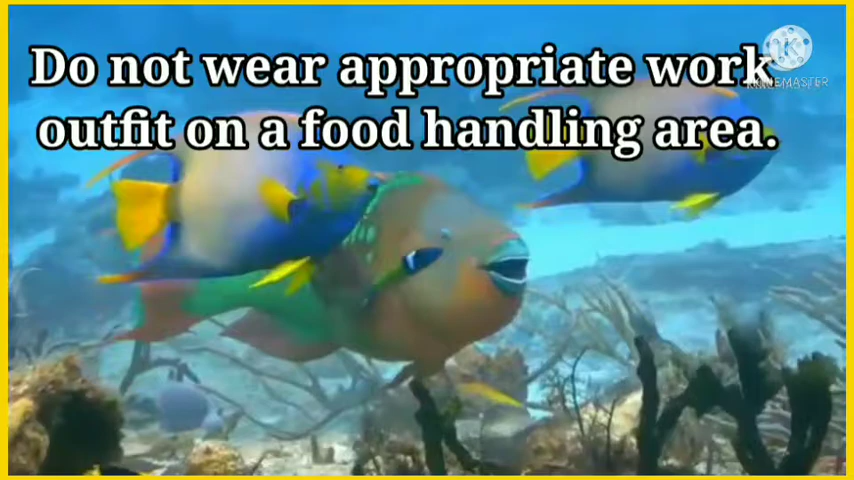 Do not wear appropriate work
outfit on a food handling area.
KINEMASTER